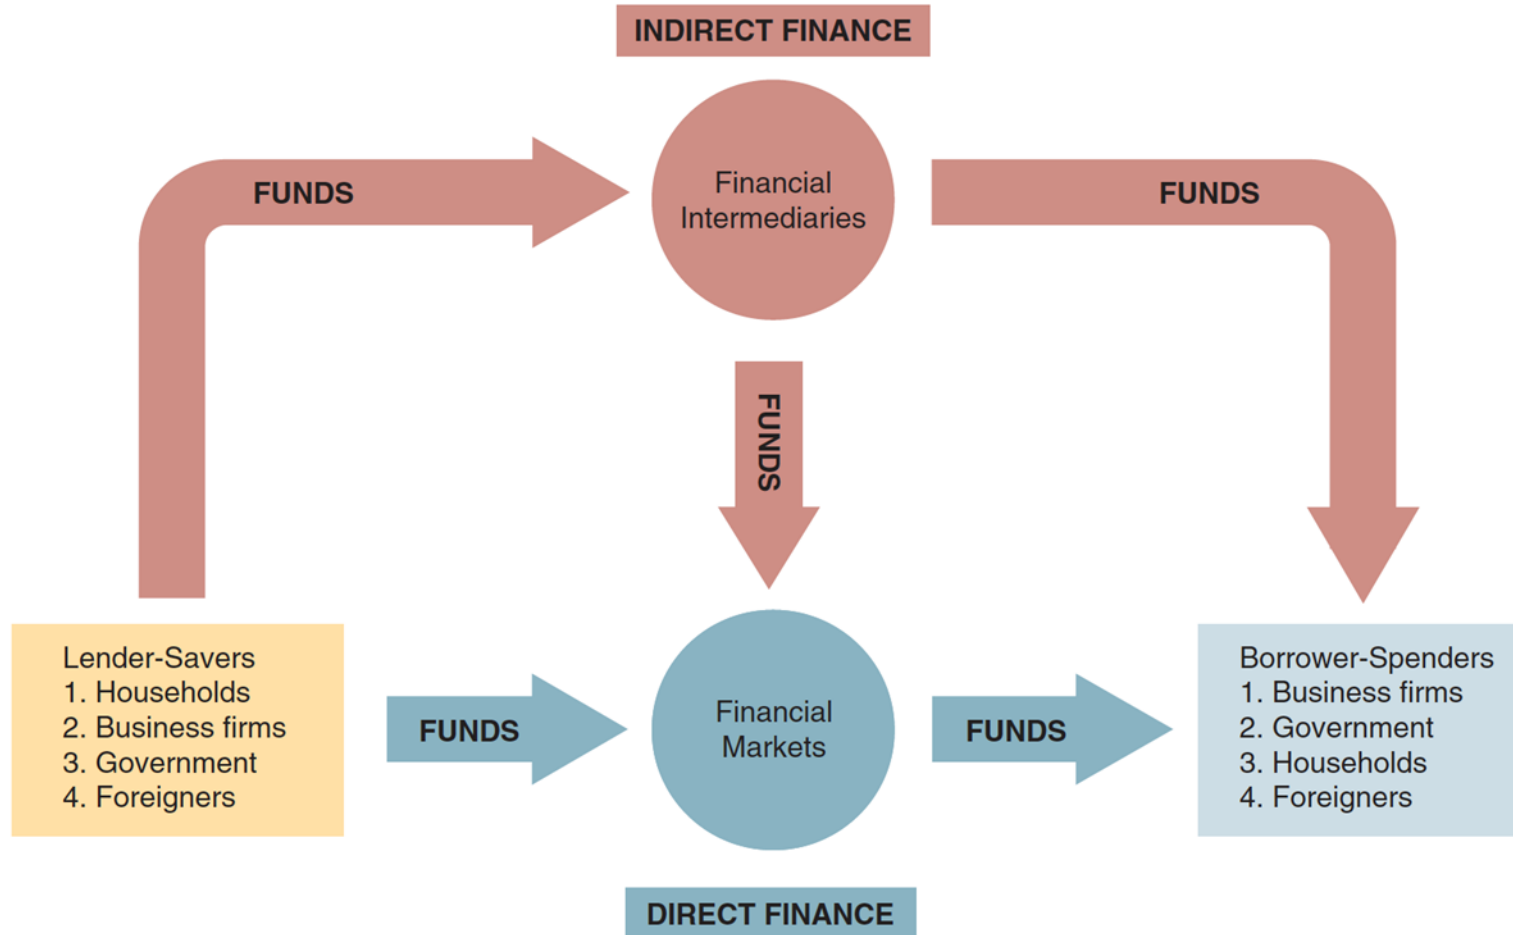 INDIRECT FINANCE
FUNDS
Financial
Intermediaries
FUNDS
FUNDS
Lender-Savers
1. Households
2. Business firms
3. Government
4. Foreigners
FUNDS
Financial
Markets
FUNDS
Borrower-Spenders
1. Business firms
2. Government
3. Households
4. Foreigners
DIRECT FINANCE